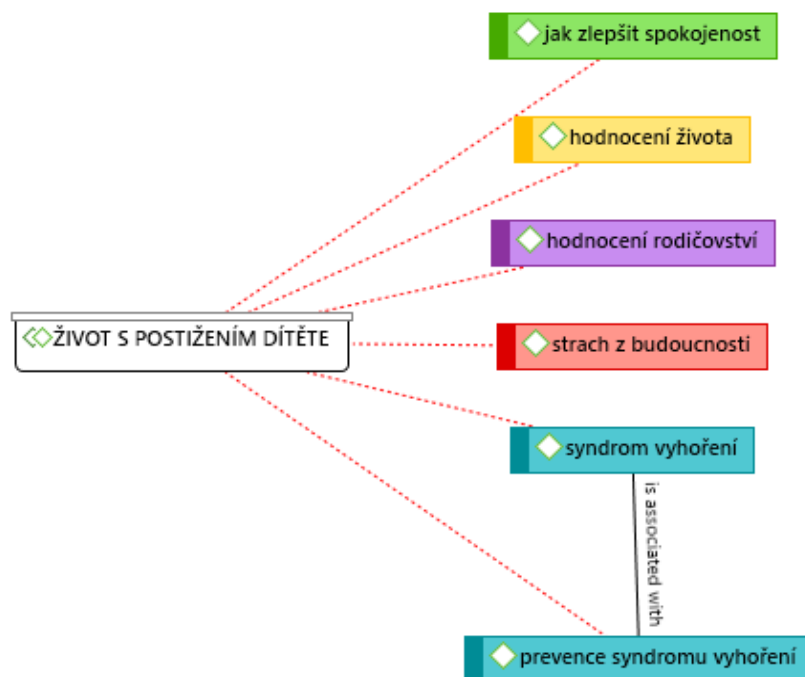 jak zlepšit spokojenost
hodnocení života
hodnocení rodičovství
ŽIVOT S POSTIŽENÍM DÍTĚTE
strach z budoucnosti
syndrom vyhoření
is associated with
prevence syndromu vyhoření